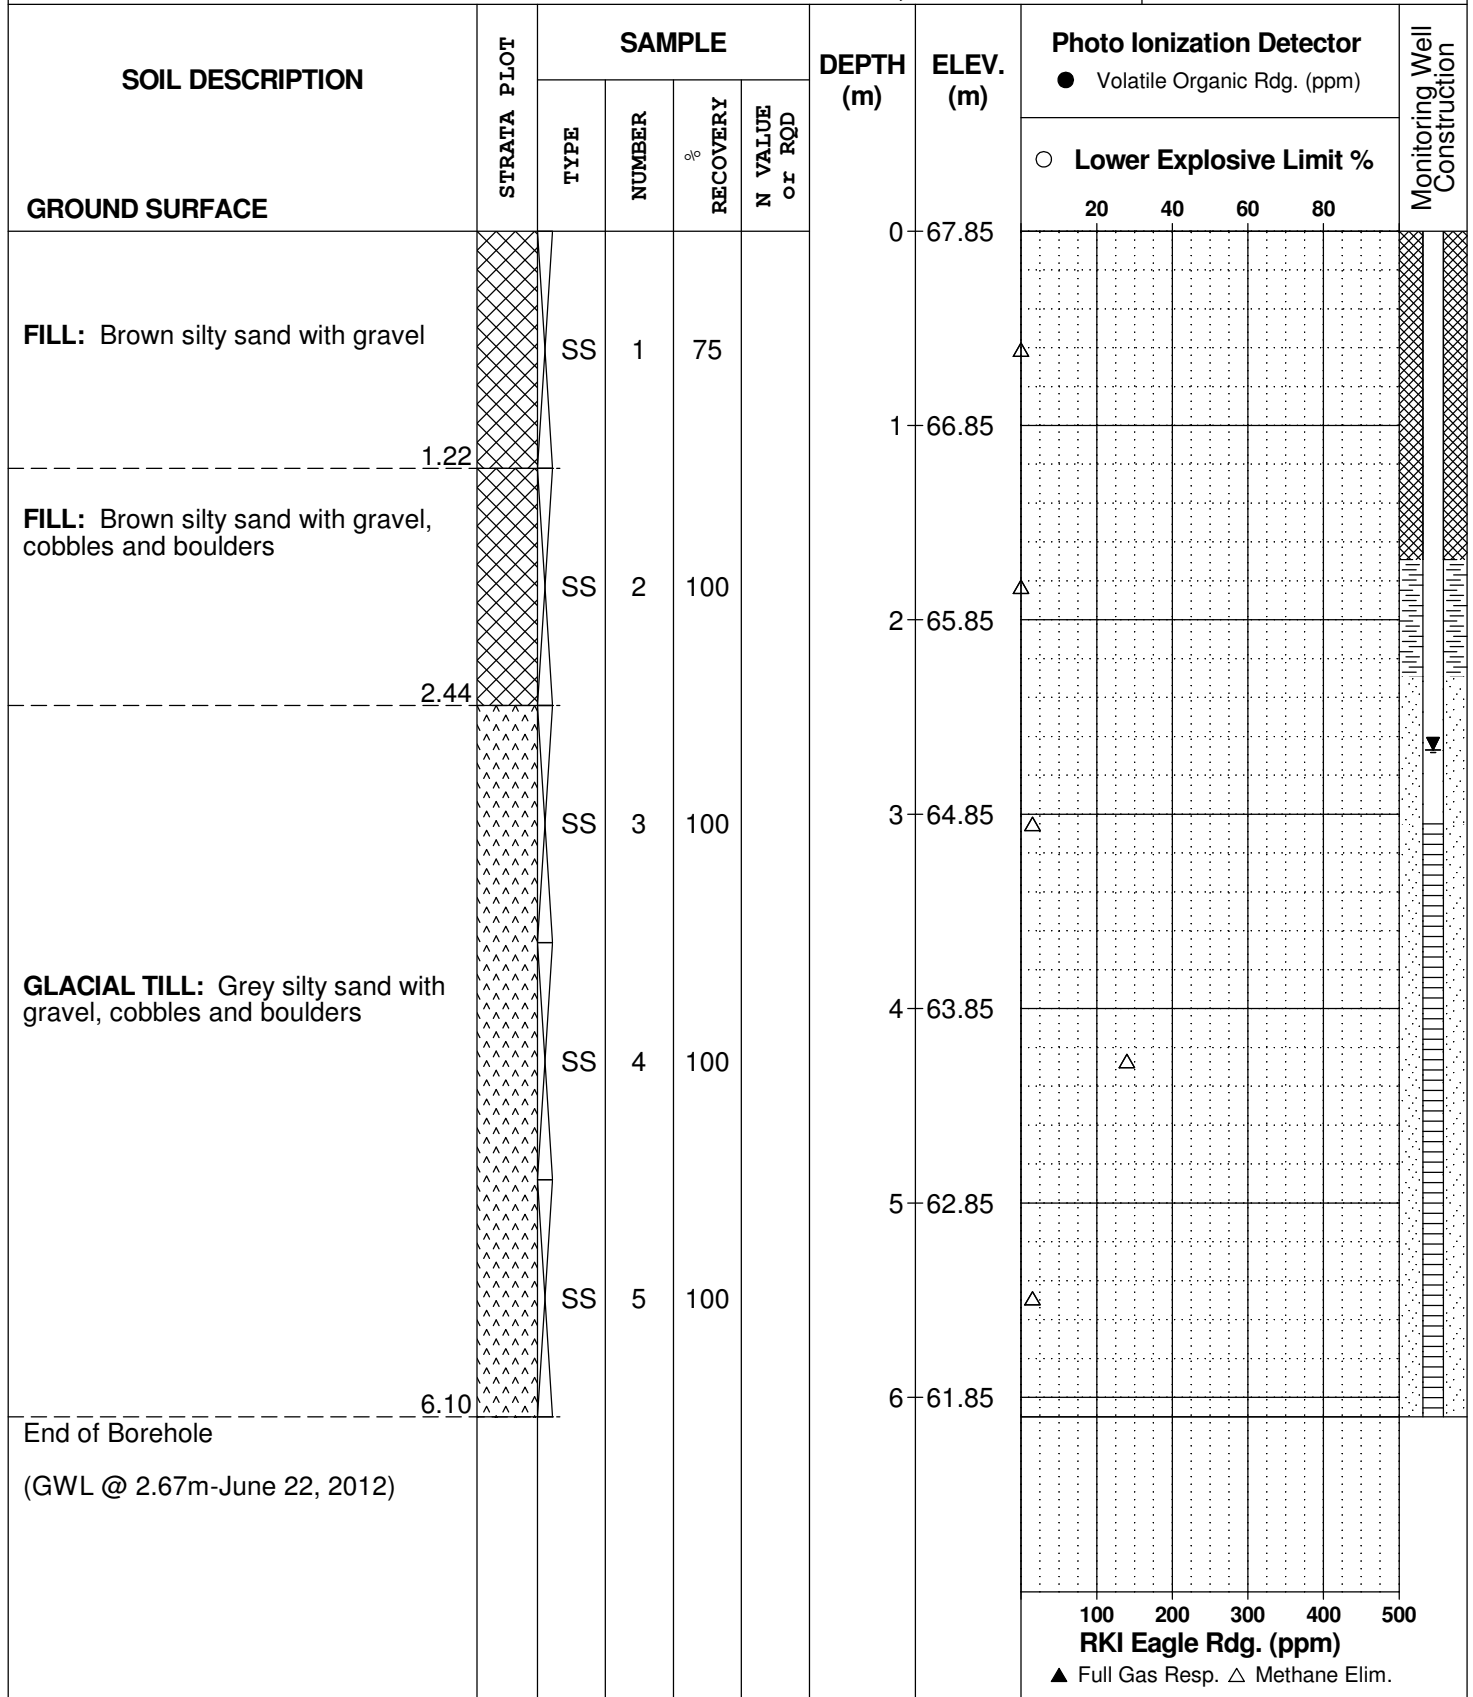 SOIL DESCRIPTION
GROUND SURFACE
STRATA PLOT
SAMPLE
TYPE
NUMBER
%
RECOVERY
N VALUE
or RQD
DEPTH
(m)
ELEV.
(m)
Photo Ionization Detector
● Volatile Organic Rdg. (ppm)
○ Lower Explosive Limit %
20 40 60 80
Monitoring Well
Construction
0 67.85
FILL: Brown silty sand with gravel
SS 1 75
1 66.85
1.22
FILL: Brown silty sand with gravel,
cobbles and boulders
SS 2 100
2 65.85
2.44
3 64.85
SS 3 100
GLACIAL TILL: Grey silty sand with
gravel, cobbles and boulders
4 63.85
SS 4 100
5 62.85
SS 5 100
6 61.85
6.10
End of Borehole
(GWL @ 2.67m-June 22, 2012)
100 200 300 400 500
RKI Eagle Rdg. (ppm)
▲ Full Gas Resp. △ Methane Elim.